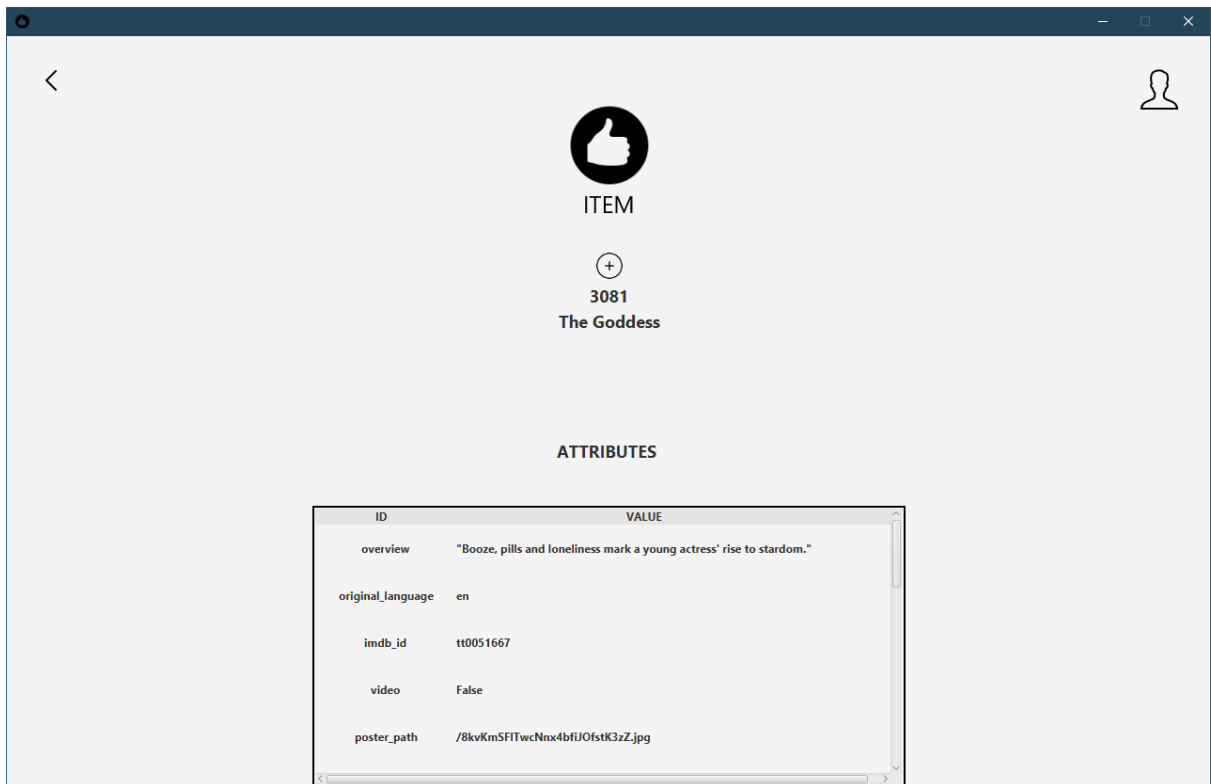 ITEM
3081
The Goddess
ATTRIBUTES
ID VALUE
overview "Booze, pills and loneliness mark a young actress' rise to stardom."
original_language en
imdb_id tt0051667
video False
poster_path /8kvKmSFlTwcNnx4bfiJOfstK3zZ.jpg